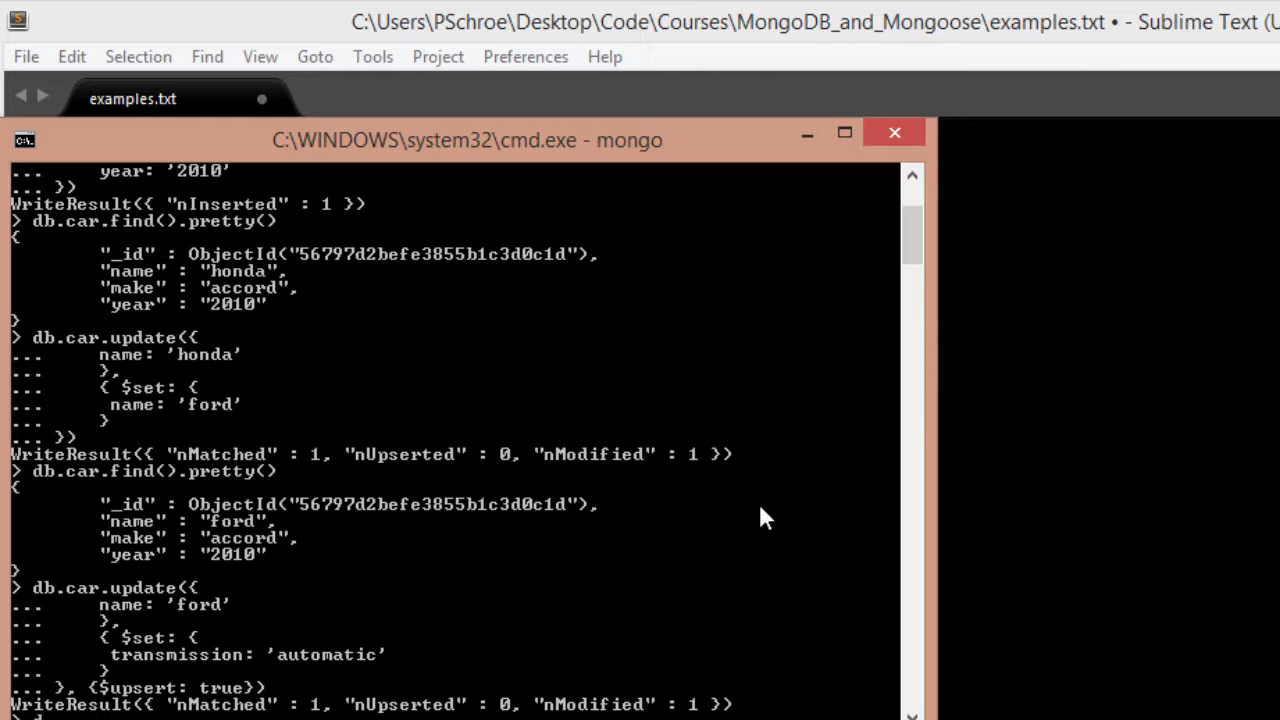 C:\Users\PSchroe\Desktop\Code\Courses\MongoDB_and_Mongoose\examples.txt • - Sublime Text (U
File Edit Selection Find View Goto Tools Project Preferences Help
examples.txt
C:\WINDOWS\system32\cmd.exe - mongo
... year: '2010'
... })
WriteResult({ "nInserted" : 1 })
> db.car.find().pretty()
{
"_id" : ObjectId("56797d2befe3855b1c3d0c1d"),
"name" : "honda",
"make" : "accord",
"year" : "2010"
}
> db.car.update({
... name: 'honda'
... },
... { $set: {
... name: 'ford'
... }
... })
WriteResult({ "nMatched" : 1, "nUpserted" : 0, "nModified" : 1 })
> db.car.find().pretty()
{
"_id" : ObjectId("56797d2befe3855b1c3d0c1d"),
"name" : "ford",
"make" : "accord",
"year" : "2010"
}
> db.car.update({
... name: 'ford'
... },
... { $set: {
... transmission: 'automatic'
... }
... }, {$upsert: true})
WriteResult({ "nMatched" : 1, "nUpserted" : 0, "nModified" : 1 })